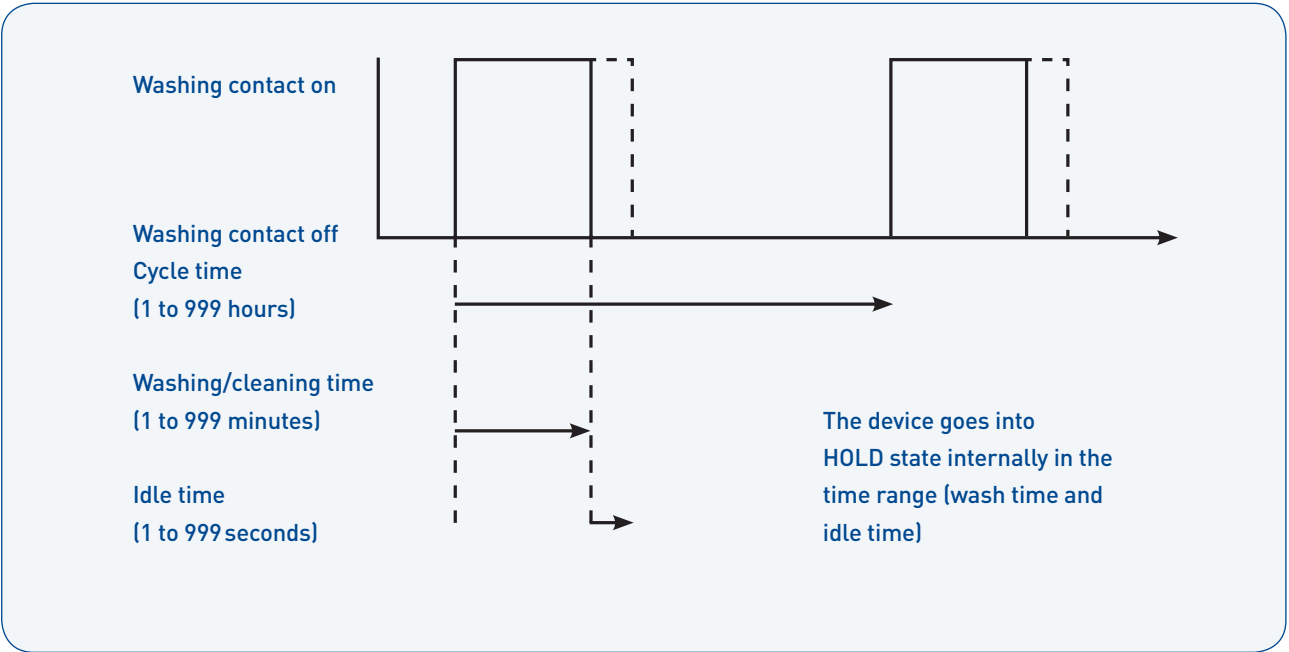 Washing contact on
Washing contact off
Cycle time
(1 to 999 hours)
Washing/cleaning time
(1 to 999 minutes)
Idle time
(1 to 999 seconds)
The device goes into
HOLD state internally in the
time range (wash time and
idle time)